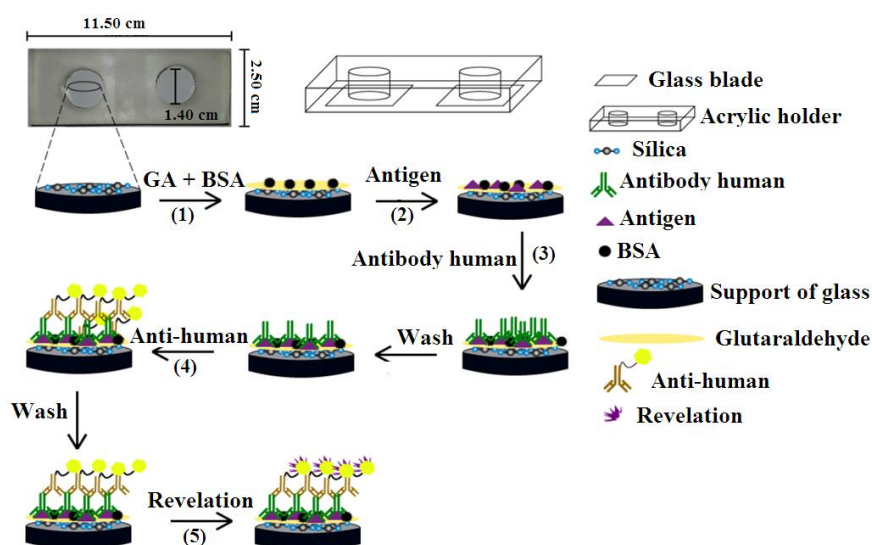 11.50 cm
2.50 cm
1.40 cm
Glass blade
Acrylic holder
Sílica
Antibody human
Antigen
BSA
Support of glass
Glutaraldehyde
Anti-human
Revelation
GA + BSA
(1)
Antigen
(2)
Antibody human
(3)
Wash
Anti-human
(4)
Wash
Revelation
(5)